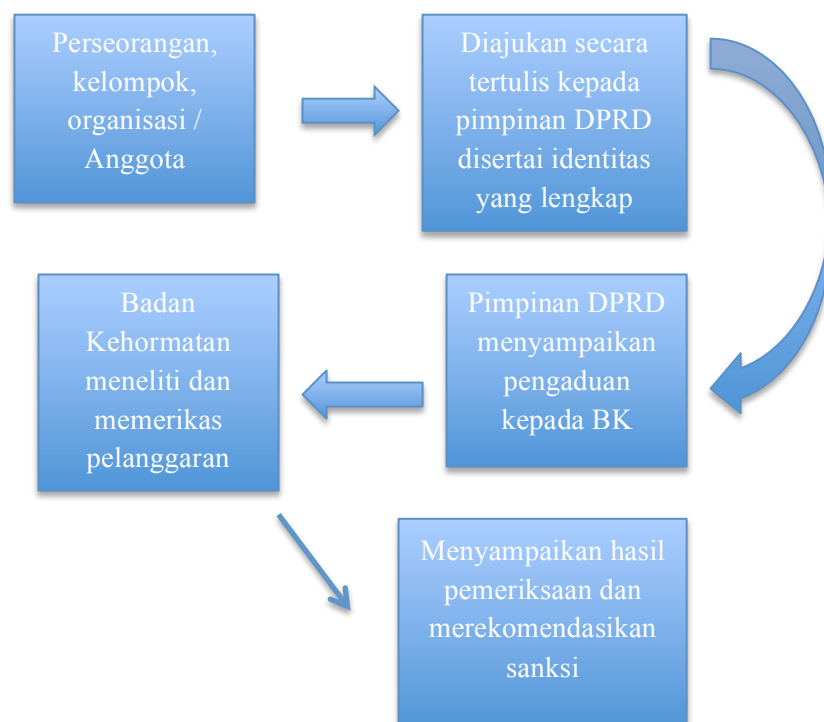 Perseorangan,
kelompok,
organisasi /
Anggota
Diajukan secara
tertulis kepada
pimpinan DPRD
disertai identitas
yang lengkap
Pimpinan DPRD
menyampaikan
pengaduan
kepada BK
Badan
Kehormatan
meneliti dan
memerikas
pelanggaran
Menyampaikan hasil
pemeriksaan dan
merekomendasikan
sanksi